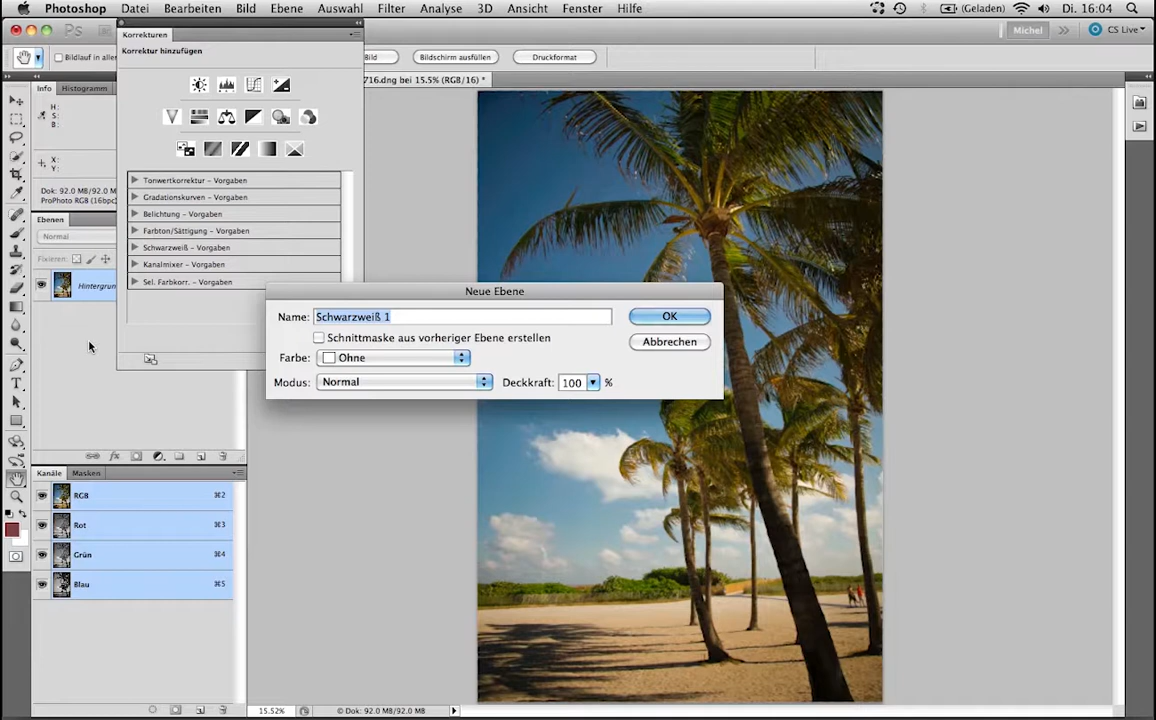 Photoshop Datei Bearbeiten Bild Ebene Auswahl Filter Analyse 3D Ansicht Fenster Hilfe (Geladen) Di. 16:04
Ps Michel CS Live
Bildlauf in aller Bild Bildschirm ausfüllen Druckformat
716.dng bei 15.5% (RGB/16) *
Korrekturen
Korrektur hinzufügen
Info Histogramm
H:
S:
B:
X:
Y:
Dok: 92.0 MB/92.0 M
ProPhoto RGB (16bpc)
Tonwertkorrektur – Vorgaben
Gradationskurven – Vorgaben
Belichtung – Vorgaben
Farbton/Sättigung – Vorgaben
Schwarzweiß – Vorgaben
Kanalmixer – Vorgaben
Sel. Farbkorr. – Vorgaben
Ebenen
Normal
Fixieren:
Hintergrun
Neue Ebene
Name: Schwarzweiß 1 OK
Schnittmaske aus vorheriger Ebene erstellen Abbrechen
Farbe: Ohne
Modus: Normal Deckkraft: 100 %
fx
Kanäle Masken
RGB ⌘2
Rot ⌘3
Grün ⌘4
Blau ⌘5
15.52% © Dok: 92.0 MB/92.0 MB